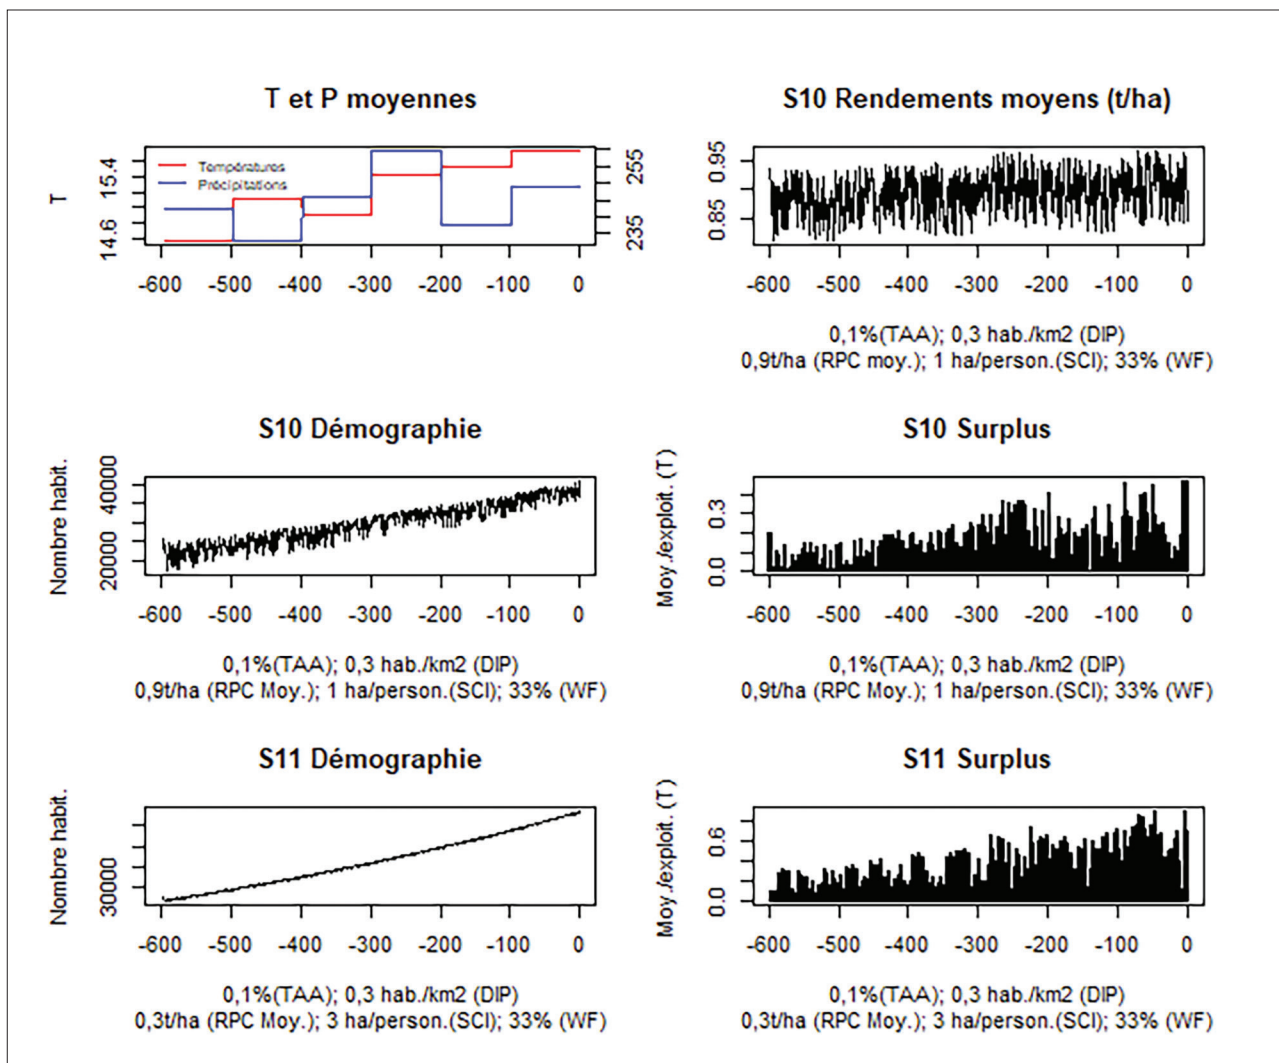 T et P moyennes
T
15.4
14.6
Températures
Précipitations
255
235
-600 -500 -400 -300 -200 -100 0
S10 Rendements moyens (t/ha)
0.95
0.85
-600 -500 -400 -300 -200 -100 0
0,1%(TAA); 0,3 hab./km2 (DIP)
0,9t/ha (RPC moy.); 1 ha/person.(SCI); 33% (WF)
S10 Démographie
Nombre habit.
40000
20000
-600 -500 -400 -300 -200 -100 0
0,1%(TAA); 0,3 hab./km2 (DIP)
0,9t/ha (RPC Moy.); 1 ha/person.(SCI); 33% (WF)
S10 Surplus
Moy./exploit. (T)
0.3
0.0
-600 -500 -400 -300 -200 -100 0
0,1%(TAA); 0,3 hab./km2 (DIP)
0,9t/ha (RPC Moy.); 1 ha/person.(SCI); 33% (WF)
S11 Démographie
Nombre habit.
30000
-600 -500 -400 -300 -200 -100 0
0,1%(TAA); 0,3 hab./km2 (DIP)
0,3t/ha (RPC Moy.); 3 ha/person.(SCI); 33% (WF)
S11 Surplus
Moy./exploit. (T)
0.6
0.0
-600 -500 -400 -300 -200 -100 0
0,1%(TAA); 0,3 hab./km2 (DIP)
0,3t/ha (RPC Moy.); 3 ha/person.(SCI); 33% (WF)